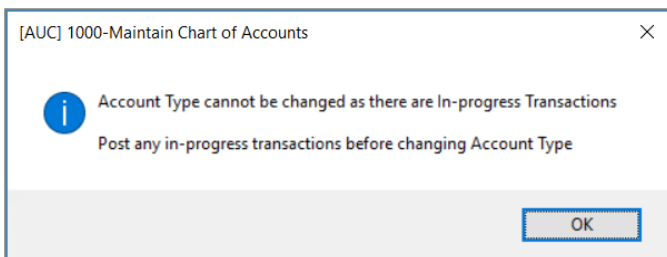 [AUC] 1000-Maintain Chart of Accounts
Account Type cannot be changed as there are In-progress Transactions
Post any in-progress transactions before changing Account Type
OK